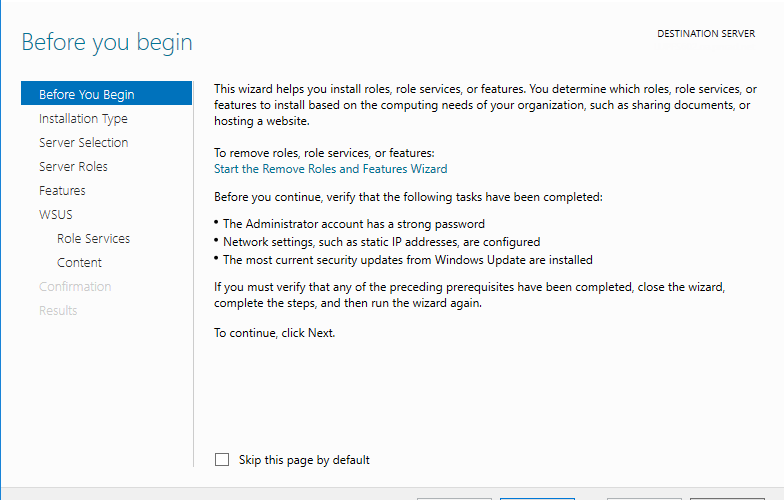 Before you begin
DESTINATION SERVER
Before You Begin
Installation Type
Server Selection
Server Roles
Features
WSUS
Role Services
Content
Confirmation
Results
This wizard helps you install roles, role services, or features. You determine which roles, role services, or
features to install based on the computing needs of your organization, such as sharing documents, or
hosting a website.
To remove roles, role services, or features:
Start the Remove Roles and Features Wizard
Before you continue, verify that the following tasks have been completed:
• The Administrator account has a strong password
• Network settings, such as static IP addresses, are configured
• The most current security updates from Windows Update are installed
If you must verify that any of the preceding prerequisites have been completed, close the wizard,
complete the steps, and then run the wizard again.
To continue, click Next.
Skip this page by default